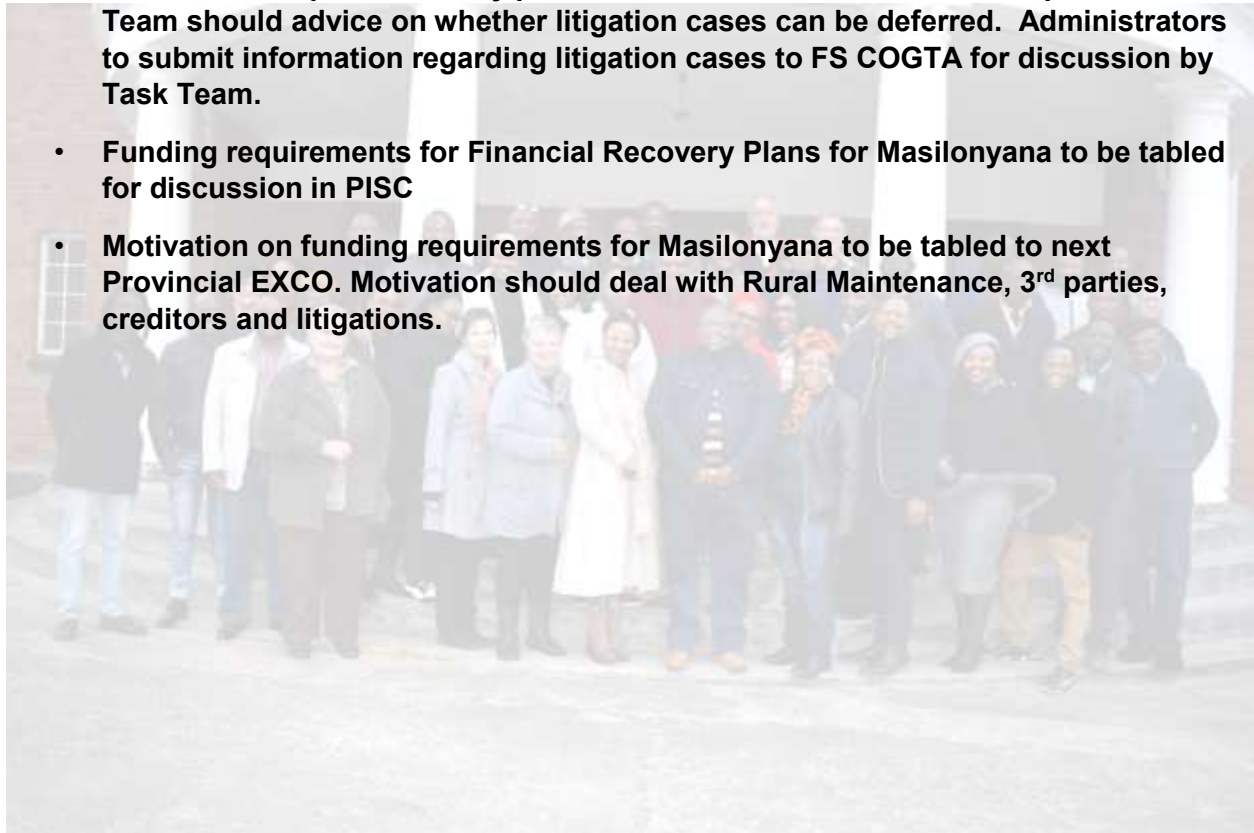 Team should advice on whether litigation cases can be deferred.  Administrators
to submit information regarding litigation cases to FS COGTA for discussion by
Task Team.
• Funding requirements for Financial Recovery Plans for Masilonyana to be tabled
for discussion in PISC
• Motivation on funding requirements for Masilonyana to be tabled to next
Provincial EXCO. Motivation should deal with Rural Maintenance, 3rd parties,
creditors and litigations.